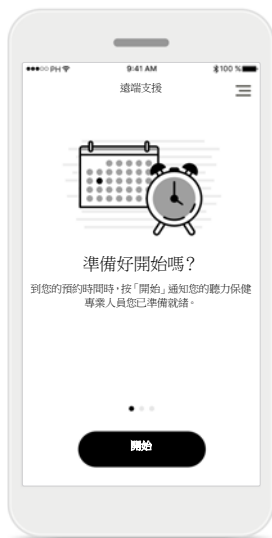 PH 9:41 AM 100 %
遠端支援
準備好開始嗎？
到您的預約時間時，按「開始」通知您的聽力保健
專業人員您已準備就緒。
開始